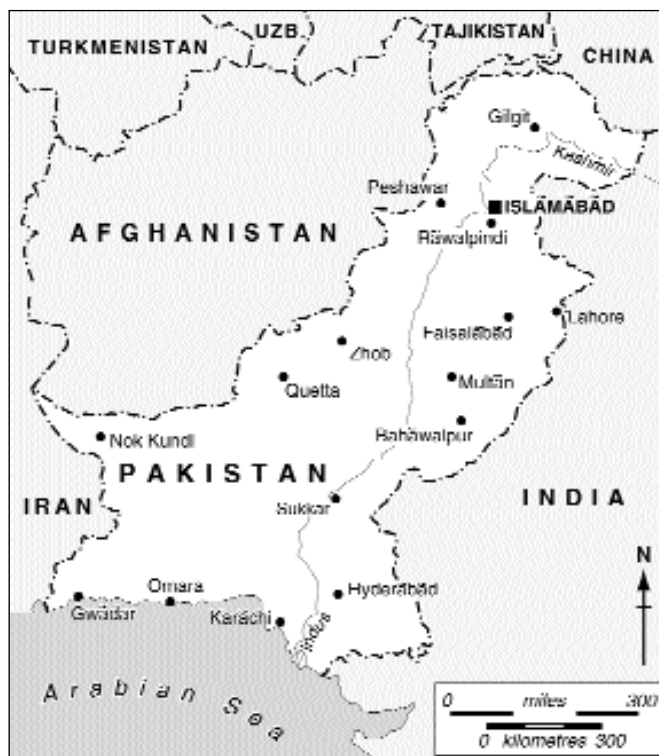 UZB.
TAJIKISTAN
TURKMENISTAN
CHINA
Gilgit
Kashmir
Peshawar
ISLĀMĀBĀD
AFGHANISTAN
Rāwalpindi
Lahore
Faisalābād
Zhob
Quetta
Multān
Bahāwalpur
Nok Kundi
PAKISTAN
IRAN
INDIA
Sukkar
N
Omara
Hyderābād
Gwādar
Karāchi
Indus
Arabian Sea
0 miles 300
0 kilometres 300